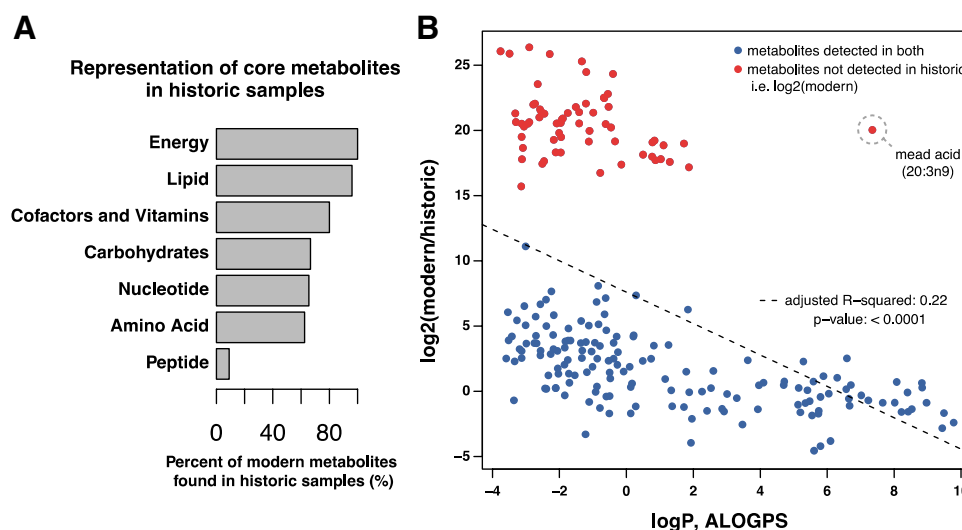 A
Representation of core metabolites
in historic samples
Energy
Lipid
Cofactors and Vitamins
Carbohydrates
Nucleotide
Amino Acid
Peptide
0 40 80
Percent of modern metabolites
found in historic samples (%)
B
metabolites detected in both
metabolites not detected in historic
i.e. log2(modern)
mead acid
(20:3n9)
adjusted R-squared: 0.22
p-value: < 0.0001
log2(modern/historic)
25
20
15
10
5
0
−5
−4 −2 0 2 4 6 8 10
logP, ALOGPS